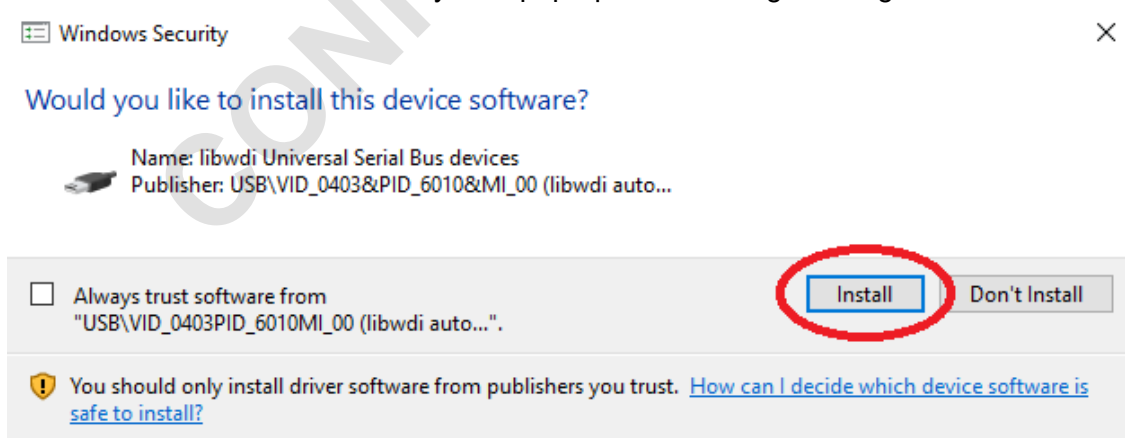 Windows Security
Would you like to install this device software?
Name: libwdi Universal Serial Bus devices
Publisher: USB\VID_0403&PID_6010&MI_00 (libwdi auto...
Always trust software from
"USB\VID_0403PID_6010MI_00 (libwdi auto...".
Install
Don't Install
You should only install driver software from publishers you trust. How can I decide which device software is
safe to install?